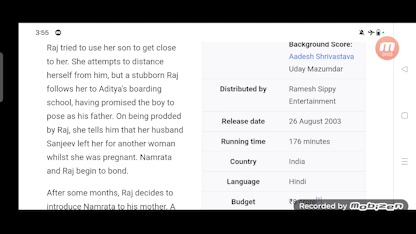 3:55
Raj tried to use her son to get close
to her. She attempts to distance
herself from him, but a stubborn Raj
follows her to Aditya's boarding
school, having promised the boy to
pose as his father. On being prodded
by Raj, she tells him that her husband
Sanjeev left her for another woman
whilst she was pregnant. Namrata
and Raj begin to bond.
After some months, Raj decides to
introduce Namrata to his mother. A
Background Score:
Aadesh Shrivastava
Uday Mazumdar
Distributed by Ramesh Sippy
Entertainment
Release date 26 August 2003
Running time 176 minutes
Country India
Language Hindi
Budget
Recorded by Mobizen